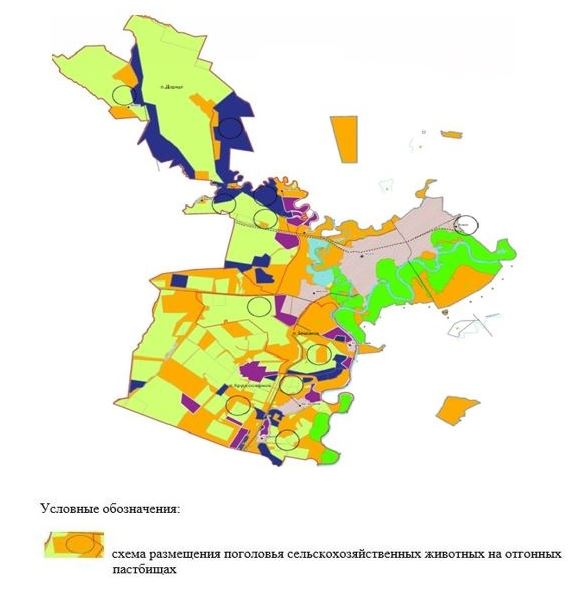 Условные обозначения:
схема размещения поголовья сельскохозяйственных животных на отгонных
пастбищах